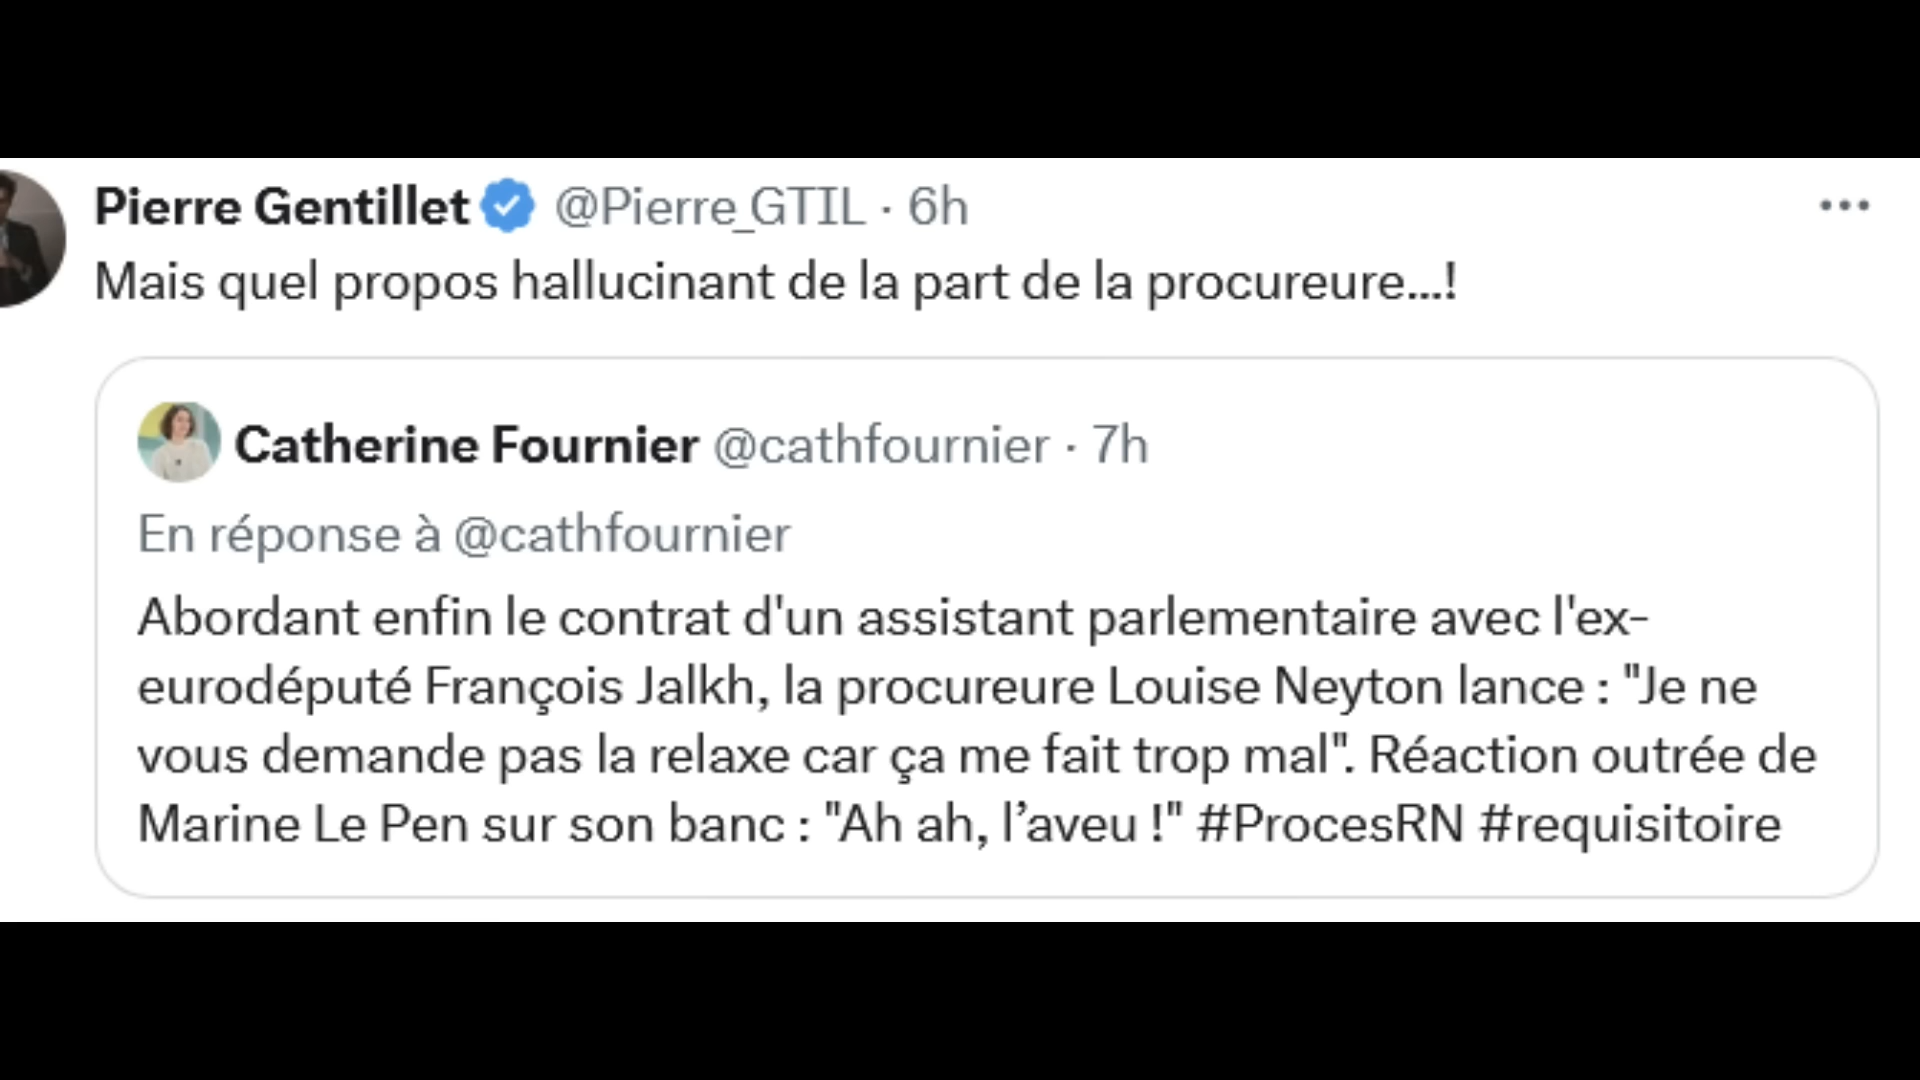 Pierre Gentillet @Pierre_GTIL · 6h
Mais quel propos hallucinant de la part de la procureure...!
Catherine Fournier @cathfournier · 7h
En réponse à @cathfournier
Abordant enfin le contrat d'un assistant parlementaire avec l'ex-
eurodéputé François Jalkh, la procureure Louise Neyton lance : "Je ne
vous demande pas la relaxe car ça me fait trop mal". Réaction outrée de
Marine Le Pen sur son banc : "Ah ah, l’aveu !" #ProcesRN #requisitoire